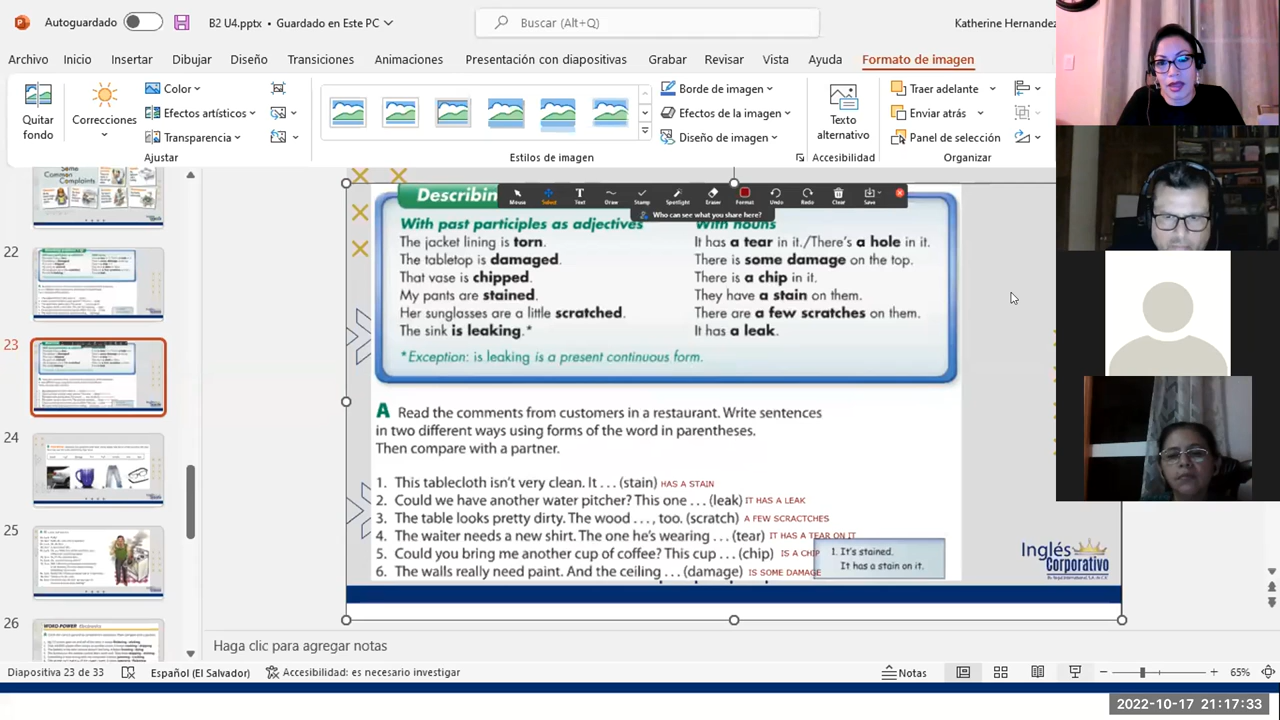 Autoguardado
B2 U4.pptx • Guardado en Este PC
Buscar (Alt+Q)
Katherine Hernandez
Archivo Inicio Insertar Dibujar Diseño Transiciones Animaciones Presentación con diapositivas Grabar Revisar Vista Ayuda Formato de imagen
Quitar fondo
Correcciones
Color
Efectos artísticos
Transparencia
Ajustar
Estilos de imagen
Borde de imagen
Efectos de la imagen
Diseño de imagen
Texto alternativo
Accesibilidad
Traer adelante
Enviar atrás
Panel de selección
Organizar
Some
Common
Complaints
22
23
24
25
26
WORD POWER
Mouse Select Text Draw Stamp Spotlight Eraser Format Undo Redo Clear Save
Who can see what you share here?
With past participles as adjectives
The jacket lining is torn.
The tabletop is damaged.
That vase is chipped.
My pants are stained.
Her sunglasses are a little scratched.
The sink is leaking.*
With nouns
It has a tear in it./There's a hole in it.
There is some damage on the top.
There is a chip in it.
They have a stain on them.
There are a few scratches on them.
It has a leak.
*Exception: is leaking is a present continuous form.
A Read the comments from customers in a restaurant. Write sentences
in two different ways using forms of the word in parentheses.
Then compare with a partner.
1. This tablecloth isn't very clean. It . . . (stain) HAS A STAIN
2. Could we have another water pitcher? This one . . . (leak) IT HAS A LEAK
3. The table looks pretty dirty. The wood . . . , too. (scratch) A FEW SCRACTCHES
4. The waiter needs a new shirt. The one he's wearing . . . (tear) IT HAS A TEAR ON IT
5. Could you bring me another cup of coffee? This cup . . . (chip) HAS A CHIP
6. The walls really need paint. And the ceiling . . . (damage) SOME DAMAGE
1. It's stained.
It has a stain on it.
Inglés
Corporativo
Haga clic para agregar notas
Diapositiva 23 de 33
Español (El Salvador)
Accesibilidad: es necesario investigar
Notas
65%
2022-10-17 21:17:33